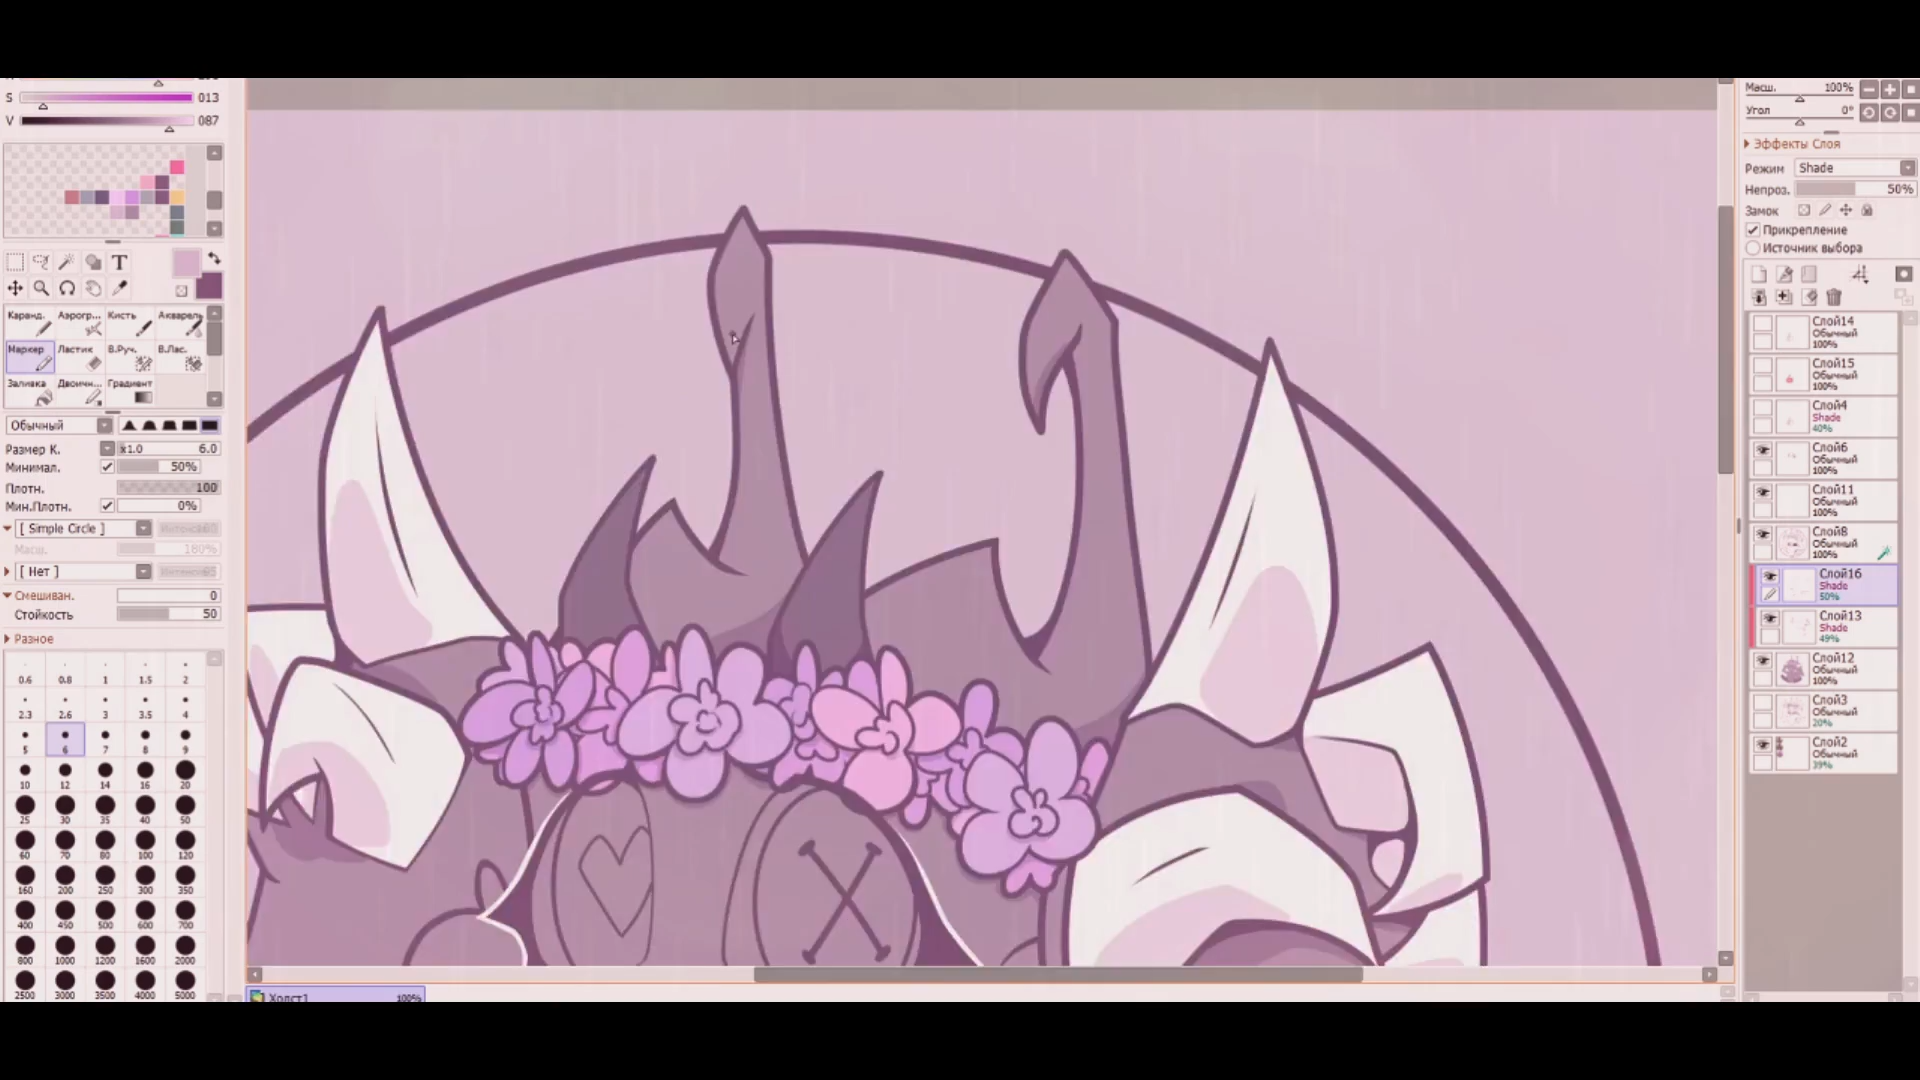 S 013
V 087
T
Каранд. Аэрогр... Кисть Акварель
Маркер Ластик В.Руч. В.Лас.
Заливка Двоичн... Градиент
Обычный
Размер К. x1.0 6.0
Минимал. 50%
Плотн. 100
Мин.Плотн. 0%
[ Simple Circle ]
Масш. 180%
[ Нет ]
Смешиван. 0
Стойкость 50
Разное
0.6 0.8 1 1.5 2
2.3 2.6 3 3.5 4
5 6 7 8 9
10 12 14 16 20
25 30 35 40 50
60 70 80 100 120
160 200 250 300 350
400 450 500 600 700
800 1000 1200 1600 2000
2500 3000 3500 4000 5000
Холст1 100%
Масш. 100%
Угол 0°
Эффекты Слоя
Режим Shade
Непроз. 50%
Замок
Прикрепление
Источник выбора
Слой14
Обычный
100%
Слой15
Обычный
100%
Слой4
Shade
40%
Слой6
Обычный
100%
Слой11
Обычный
100%
Слой8
Обычный
100%
Слой16
Shade
50%
Слой13
Shade
49%
Слой12
Обычный
100%
Слой3
Обычный
20%
Слой2
Обычный
39%